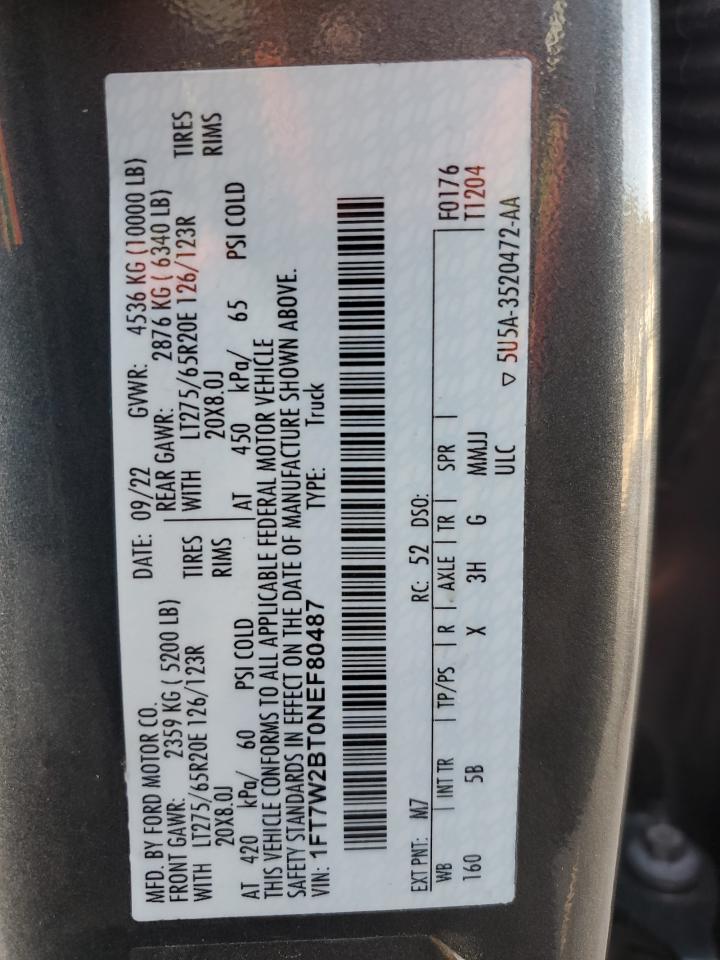 MFD. BY FORD MOTOR CO. DATE: 09/22 GVWR: 4536 KG (10000 LB)
FRONT GAWR: 2359 KG ( 5200 LB) REAR GAWR: 2876 KG ( 6340 LB)
WITH LT275/65R20E 126/123R TIRES WITH LT275/65R20E 126/123R TIRES
20X8.0J RIMS 20X8.0J RIMS
AT 420 kPa/ 60 PSI COLD AT 450 kPa/ 65 PSI COLD
THIS VEHICLE CONFORMS TO ALL APPLICABLE FEDERAL MOTOR VEHICLE
SAFETY STANDARDS IN EFFECT ON THE DATE OF MANUFACTURE SHOWN ABOVE.
VIN: 1FT7W2BT0NEF80487 TYPE: Truck
EXT PNT: M7 RC: 52 DSO: F0176
WB INT TR TP/PS R AXLE TR SPR T1204
160 5B X 3H G MMJJ
ULC ▽ 5U5A-3520472-AA